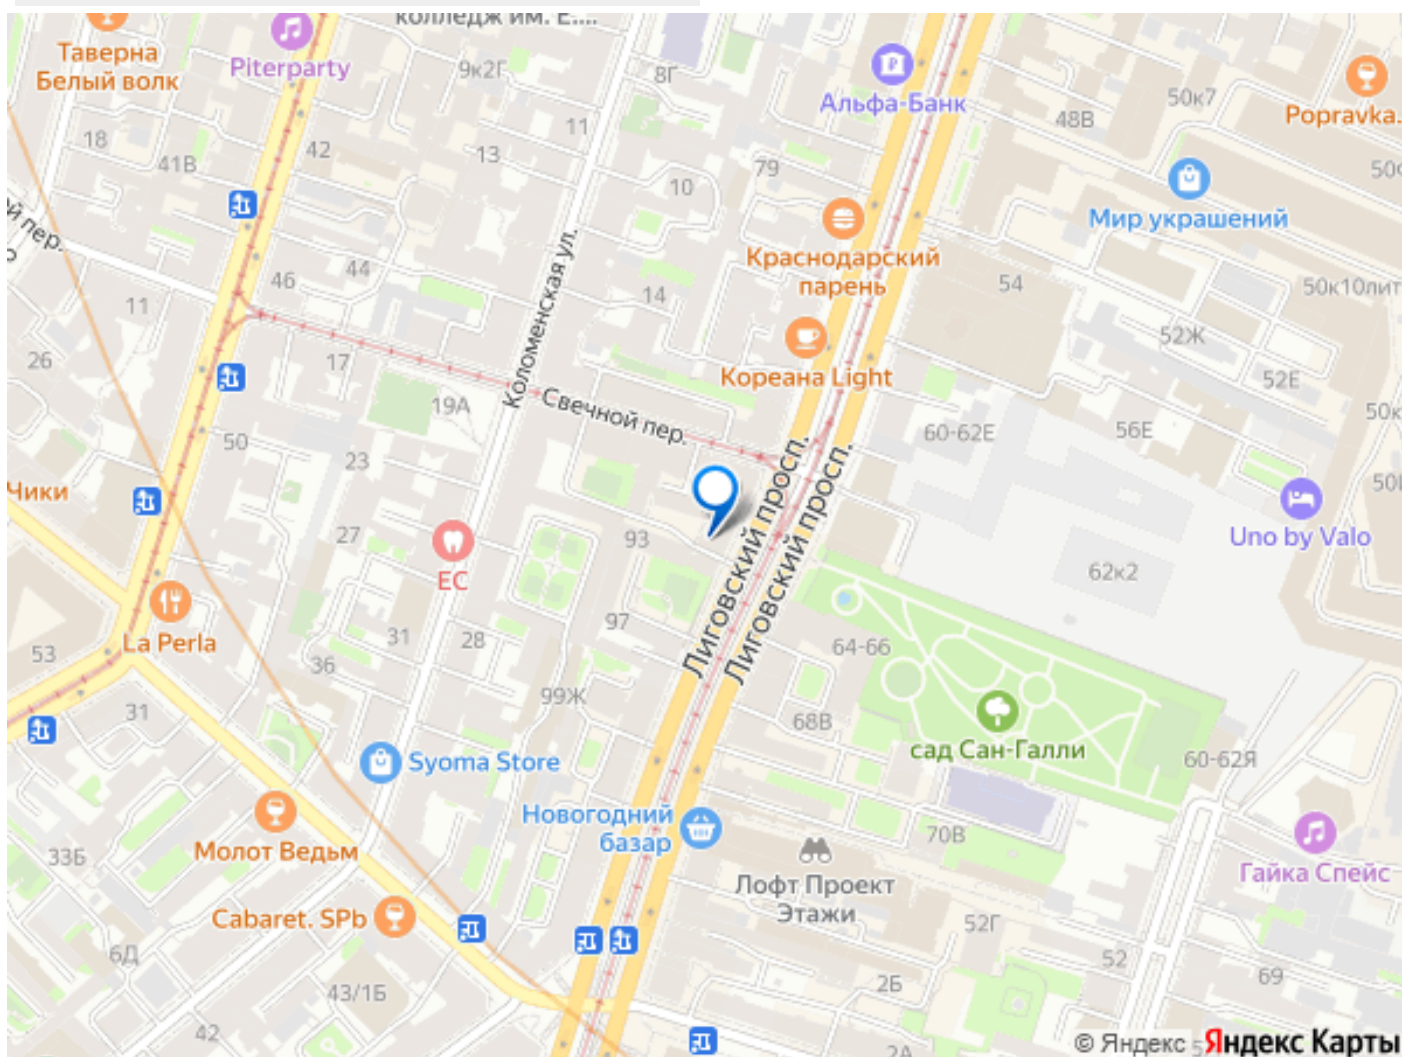 колледж им. Е....
Таверна
Белый волк
Piterparty
9к2Г
8Г
Альфа-Банк
50к7
48В
Popravka.
18
41В
42
11
13
10
79
Мир украшений
Краснодарский
парень
ой пер.
46
44
11
14
54
50к10лит
Коломенская ул.
26
17
19А
Свечной пер.
Кореана Light
52Ж
52Е
60-62Е
56Е
50
23
Чики
27
ЕС
93
Лиговский просп.
Лиговский просп.
Uno by Valo
62к2
La Perla
53
31
28
36
97
64-66
99Ж
68В
31
сад Сан-Галли
60-62Я
Syoma Store
Новогодний
базар
70В
Молот Ведьм
33Б
Лофт Проект
Этажи
Гайка Спейс
Cabaret. SPb
52Г
6Д
52
69
43/1Б
2Б
42
2А
© Яндекс
Яндекс Карты